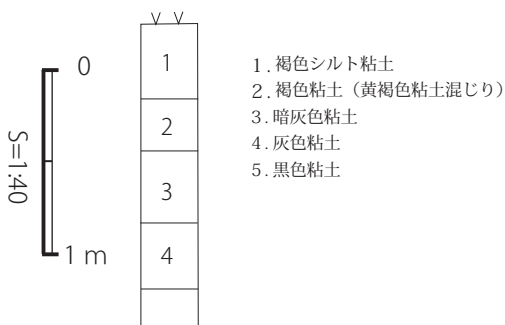 0
S=1:40
1 m
1
2
3
4
1. 褐色シルト粘土
2. 褐色粘土（黄褐色粘土混じり）
3. 暗灰色粘土
4. 灰色粘土
5. 黒色粘土